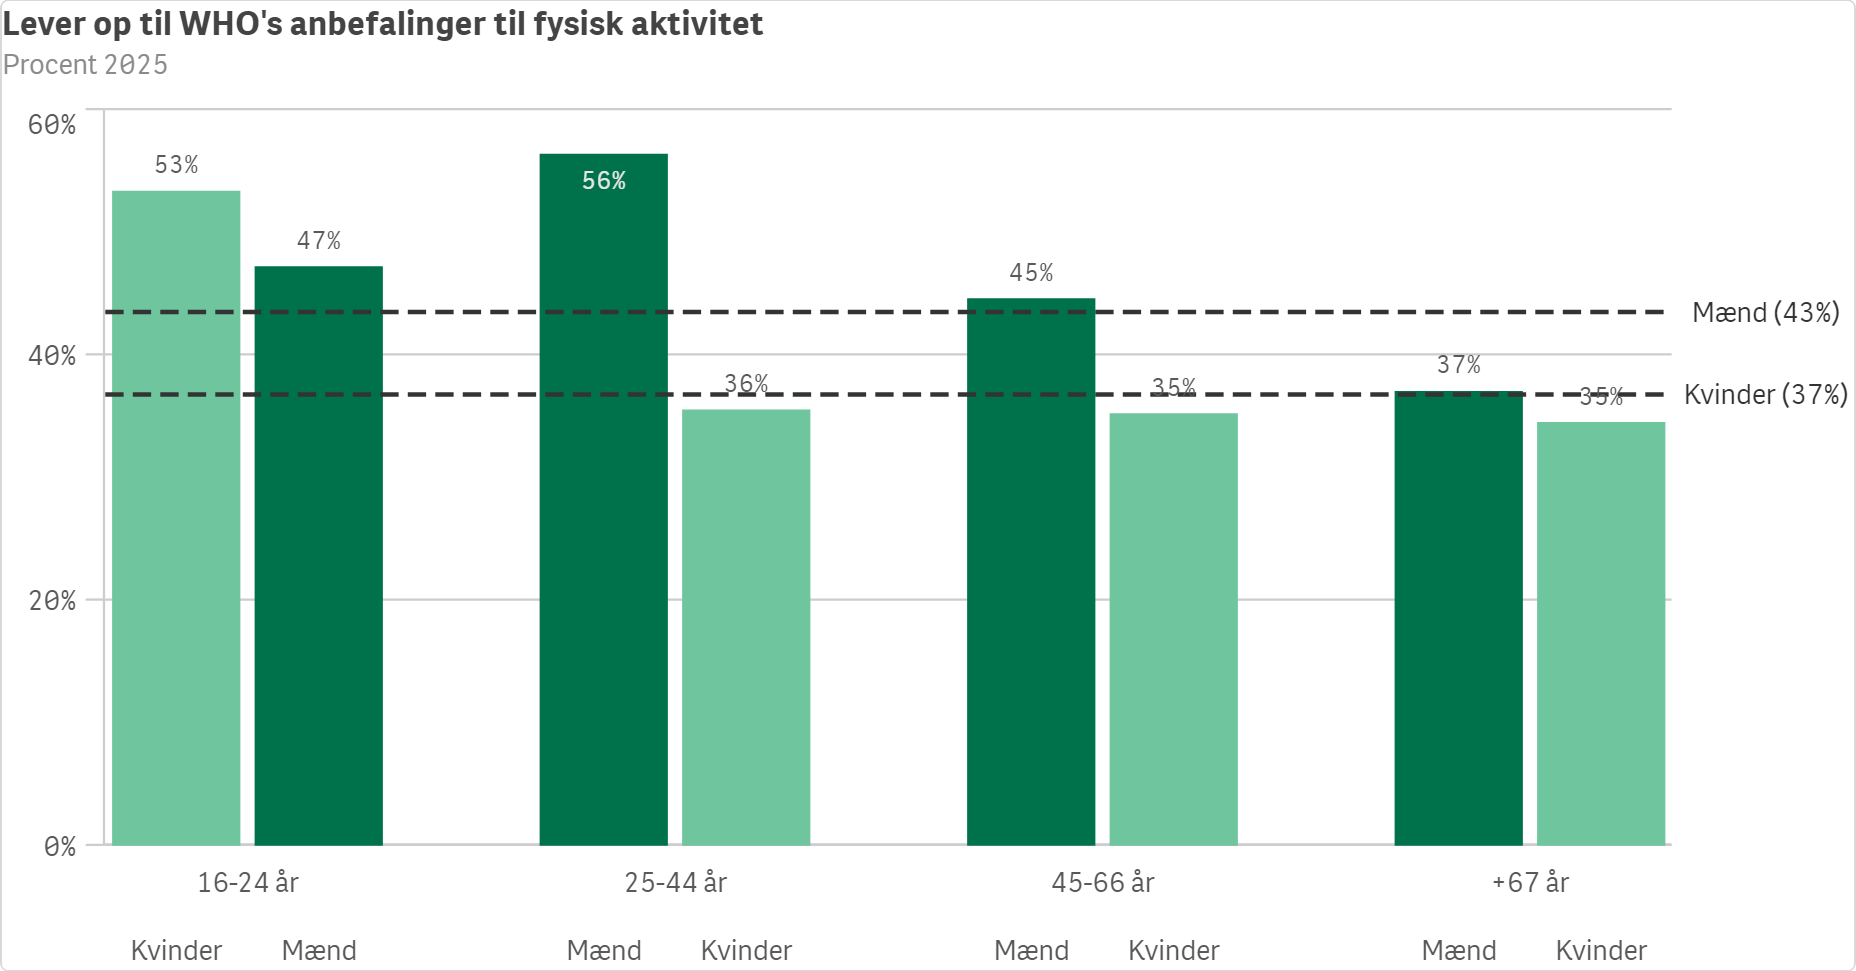 Lever op til WHO's anbefalinger til fysisk aktivitet
Procent 2025
60%
53%
56%
47%
45%
Mænd (43%)
40%
37%
36%
35%
35%
Kvinder (37%)
20%
0%
16-24 år
25-44 år
45-66 år
+67 år
Kvinder
Mænd
Mænd
Kvinder
Mænd
Kvinder
Mænd
Kvinder